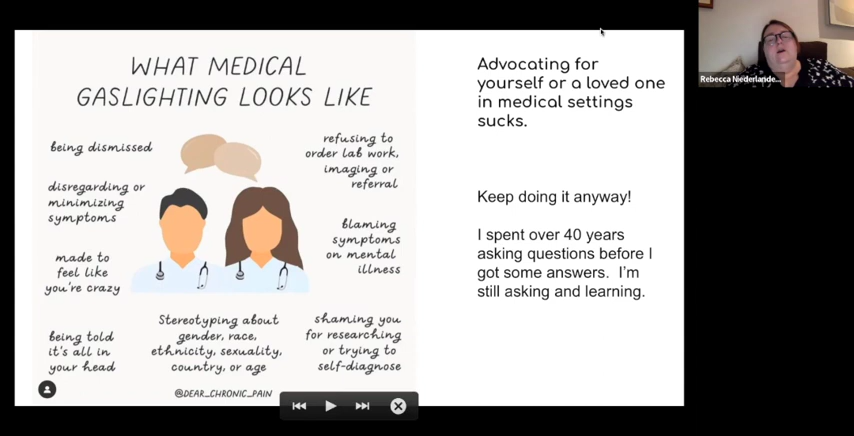 WHAT MEDICAL
GASLIGHTING LOOKS LIKE
being dismissed
disregarding or
minimizing
symptoms
made to
feel like
you're crazy
being told
it's all in
your head
Stereotyping about
gender, race,
ethnicity, sexuality,
country, or age
refusing to
order lab work,
imaging or
referral
blaming
symptoms
on mental
illness
shaming you
for researching
or trying to
self-diagnose
@DEAR_CHRONIC_PAIN
Advocating for
yourself or a loved one
in medical settings
sucks.
Keep doing it anyway!
I spent over 40 years
asking questions before I
got some answers.  I'm
still asking and learning.
Rebecca Niederlande...